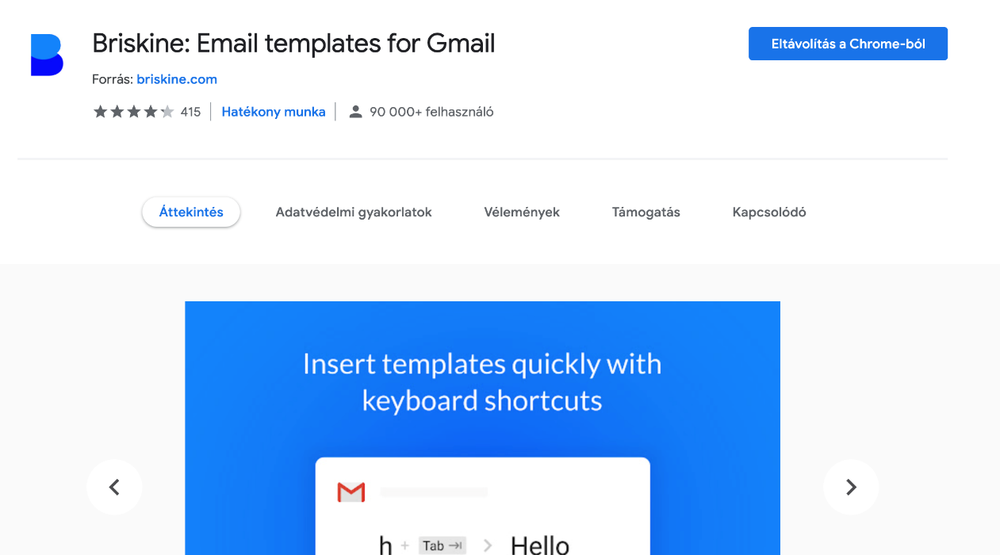 Briskine: Email templates for Gmail
Eltávolítás a Chrome-ból
Forrás: briskine.com
415
Hatékony munka
90 000+ felhasználó
Áttekintés
Adatvédelmi gyakorlatok
Vélemények
Támogatás
Kapcsolódó
Insert templates quickly with
keyboard shortcuts
h + Tab > Hello